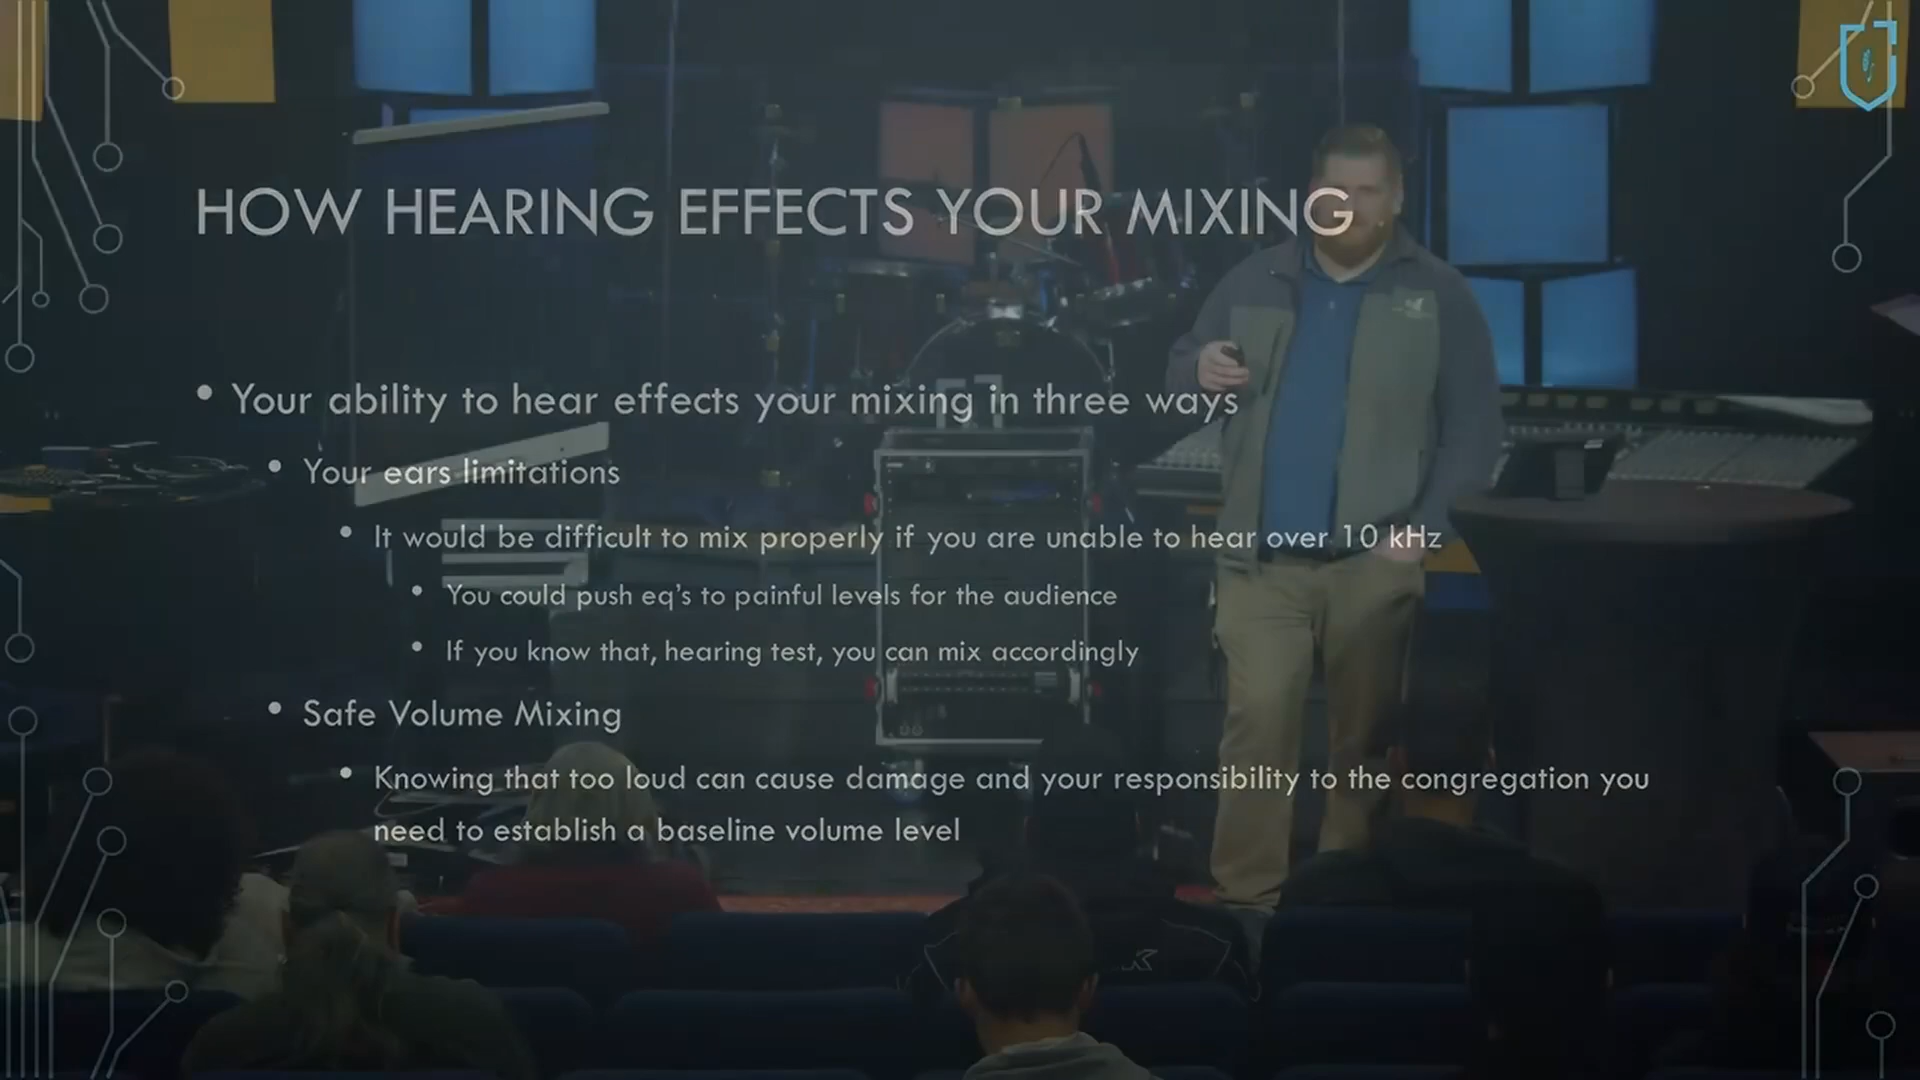 HOW HEARING EFFECTS YOUR MIXING
• Your ability to hear effects your mixing in three ways
• Your ears limitations
• It would be difficult to mix properly if you are unable to hear over 10 kHz
• You could push eq's to painful levels for the audience
• If you know that, hearing test, you can mix accordingly
• Safe Volume Mixing
• Knowing that too loud can cause damage and your responsibility to the congregation you
need to establish a baseline volume level